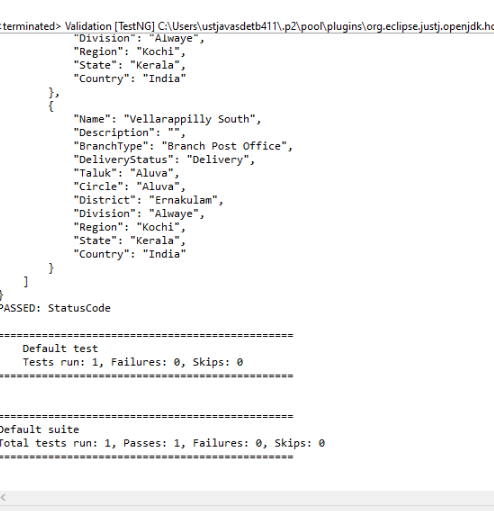 <terminated> Validation [TestNG] C:\Users\ustjavasdetb411\.p2\pool\plugins\org.eclipse.justj.openjdk.ho
"Division": "Alwaye",
"Region": "Kochi",
"State": "Kerala",
"Country": "India"
},
{
"Name": "Vellarappilly South",
"Description": "",
"BranchType": "Branch Post Office",
"DeliveryStatus": "Delivery",
"Taluk": "Aluva",
"Circle": "Aluva",
"District": "Ernakulam",
"Division": "Alwaye",
"Region": "Kochi",
"State": "Kerala",
"Country": "India"
}
]
}
PASSED: StatusCode
===============================================
Default test
Tests run: 1, Failures: 0, Skips: 0
===============================================
===============================================
Default suite
Total tests run: 1, Passes: 1, Failures: 0, Skips: 0
===============================================